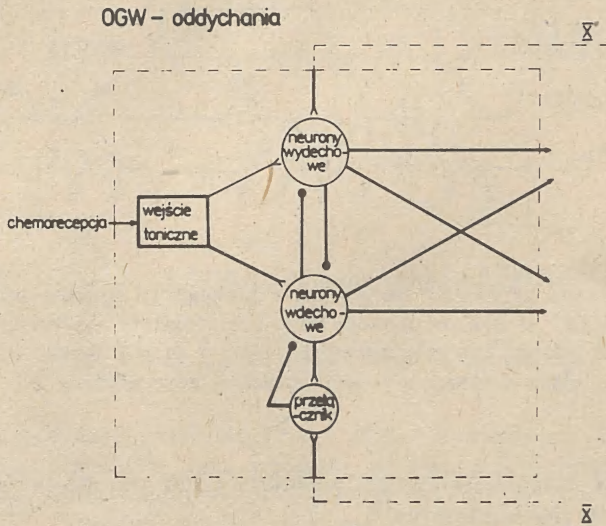 OGW - oddychania
X̄
neurony
wydecho-
we
chemorecepcja
wejście
toniczne
neurony
wdecho-
we
przełą-
-cznik
X̄